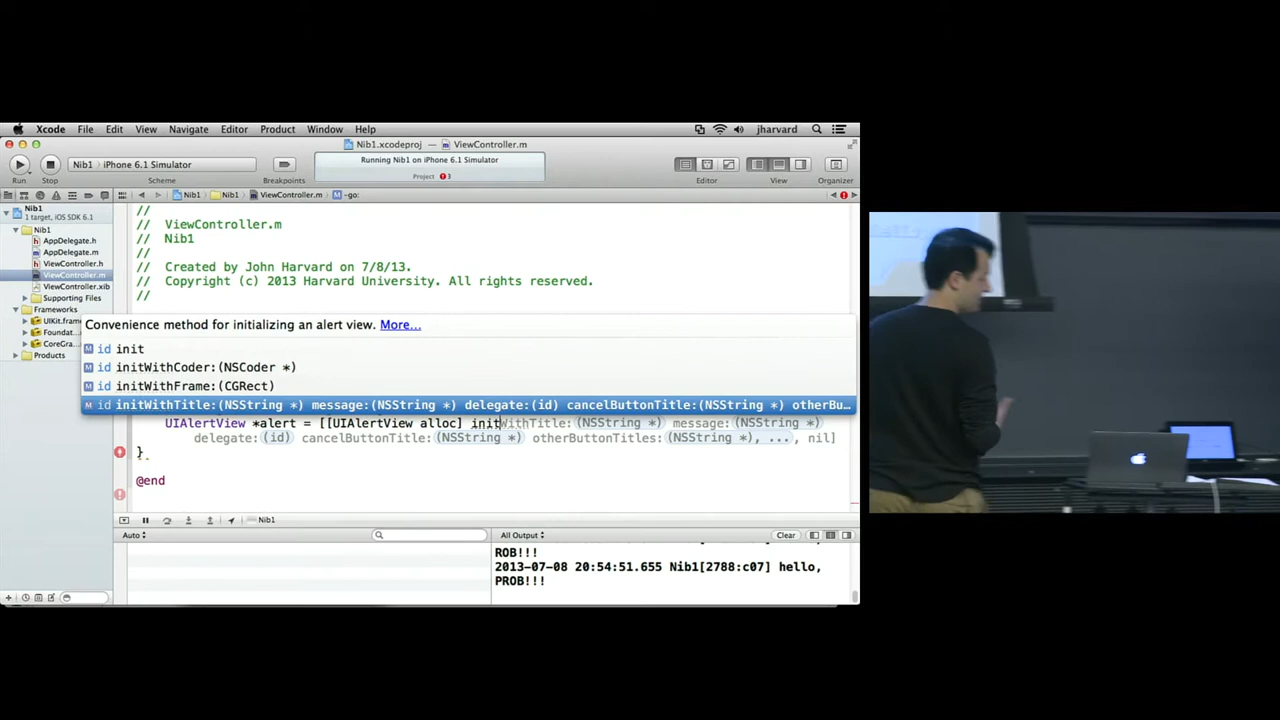 Xcode File Edit View Navigate Editor Product Window Help jharvard
Nib1.xcodeproj — ViewController.m
Nib1 iPhone 6.1 Simulator
Running Nib1 on iPhone 6.1 Simulator
Project 3
Run Stop Scheme Breakpoints Editor View Organizer
Nib1 Nib1 ViewController.m -go:
Nib1
1 target, iOS SDK 6.1
Nib1
AppDelegate.h
AppDelegate.m
ViewController.h
ViewController.m
ViewController.xib
Supporting Files
Frameworks
UIKit.frame
Foundat
CoreGra
Products
//
// ViewController.m
// Nib1
//
// Created by John Harvard on 7/8/13.
// Copyright (c) 2013 Harvard University. All rights reserved.
//
Convenience method for initializing an alert view. More...
M id init
M id initWithCoder:(NSCoder *)
M id initWithFrame:(CGRect)
M id initWithTitle:(NSString *) message:(NSString *) delegate:(id) cancelButtonTitle:(NSString *) otherBu…
UIAlertView *alert = [[UIAlertView alloc] initWithTitle:(NSString *) message:(NSString *)
delegate:(id) cancelButtonTitle:(NSString *) otherButtonTitles:(NSString *), ..., nil]
}
@end
Nib1
Auto All Output Clear
ROB!!!
2013-07-08 20:54:51.655 Nib1[2788:c07] hello,
PROB!!!